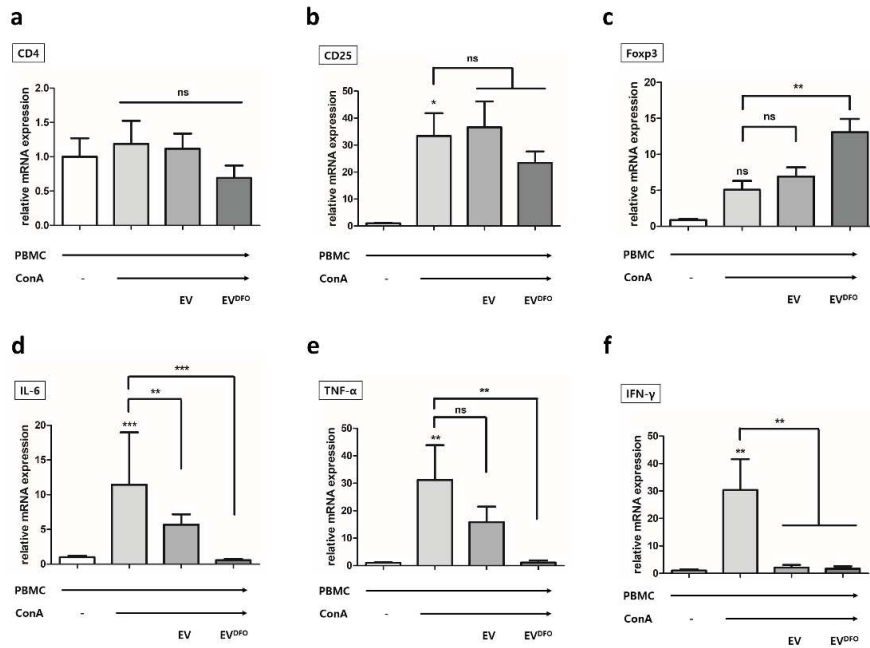 a
CD4
relative mRNA expression
2.0
1.5
1.0
0.5
0.0
ns
PBMC
ConA
-
EV
EVDFO
b
CD25
relative mRNA expression
50
40
30
20
10
0
ns
*
PBMC
ConA
-
EV
EVDFO
c
Foxp3
relative mRNA expression
20
15
10
5
0
**
ns
ns
PBMC
ConA
-
EV
EVDFO
d
IL-6
relative mRNA expression
20
15
10
5
0
***
**
***
PBMC
ConA
-
EV
EVDFO
e
TNF-α
relative mRNA expression
50
40
30
20
10
0
**
ns
**
PBMC
ConA
-
EV
EVDFO
f
IFN-γ
relative mRNA expression
50
40
30
20
10
0
**
**
PBMC
ConA
-
EV
EVDFO